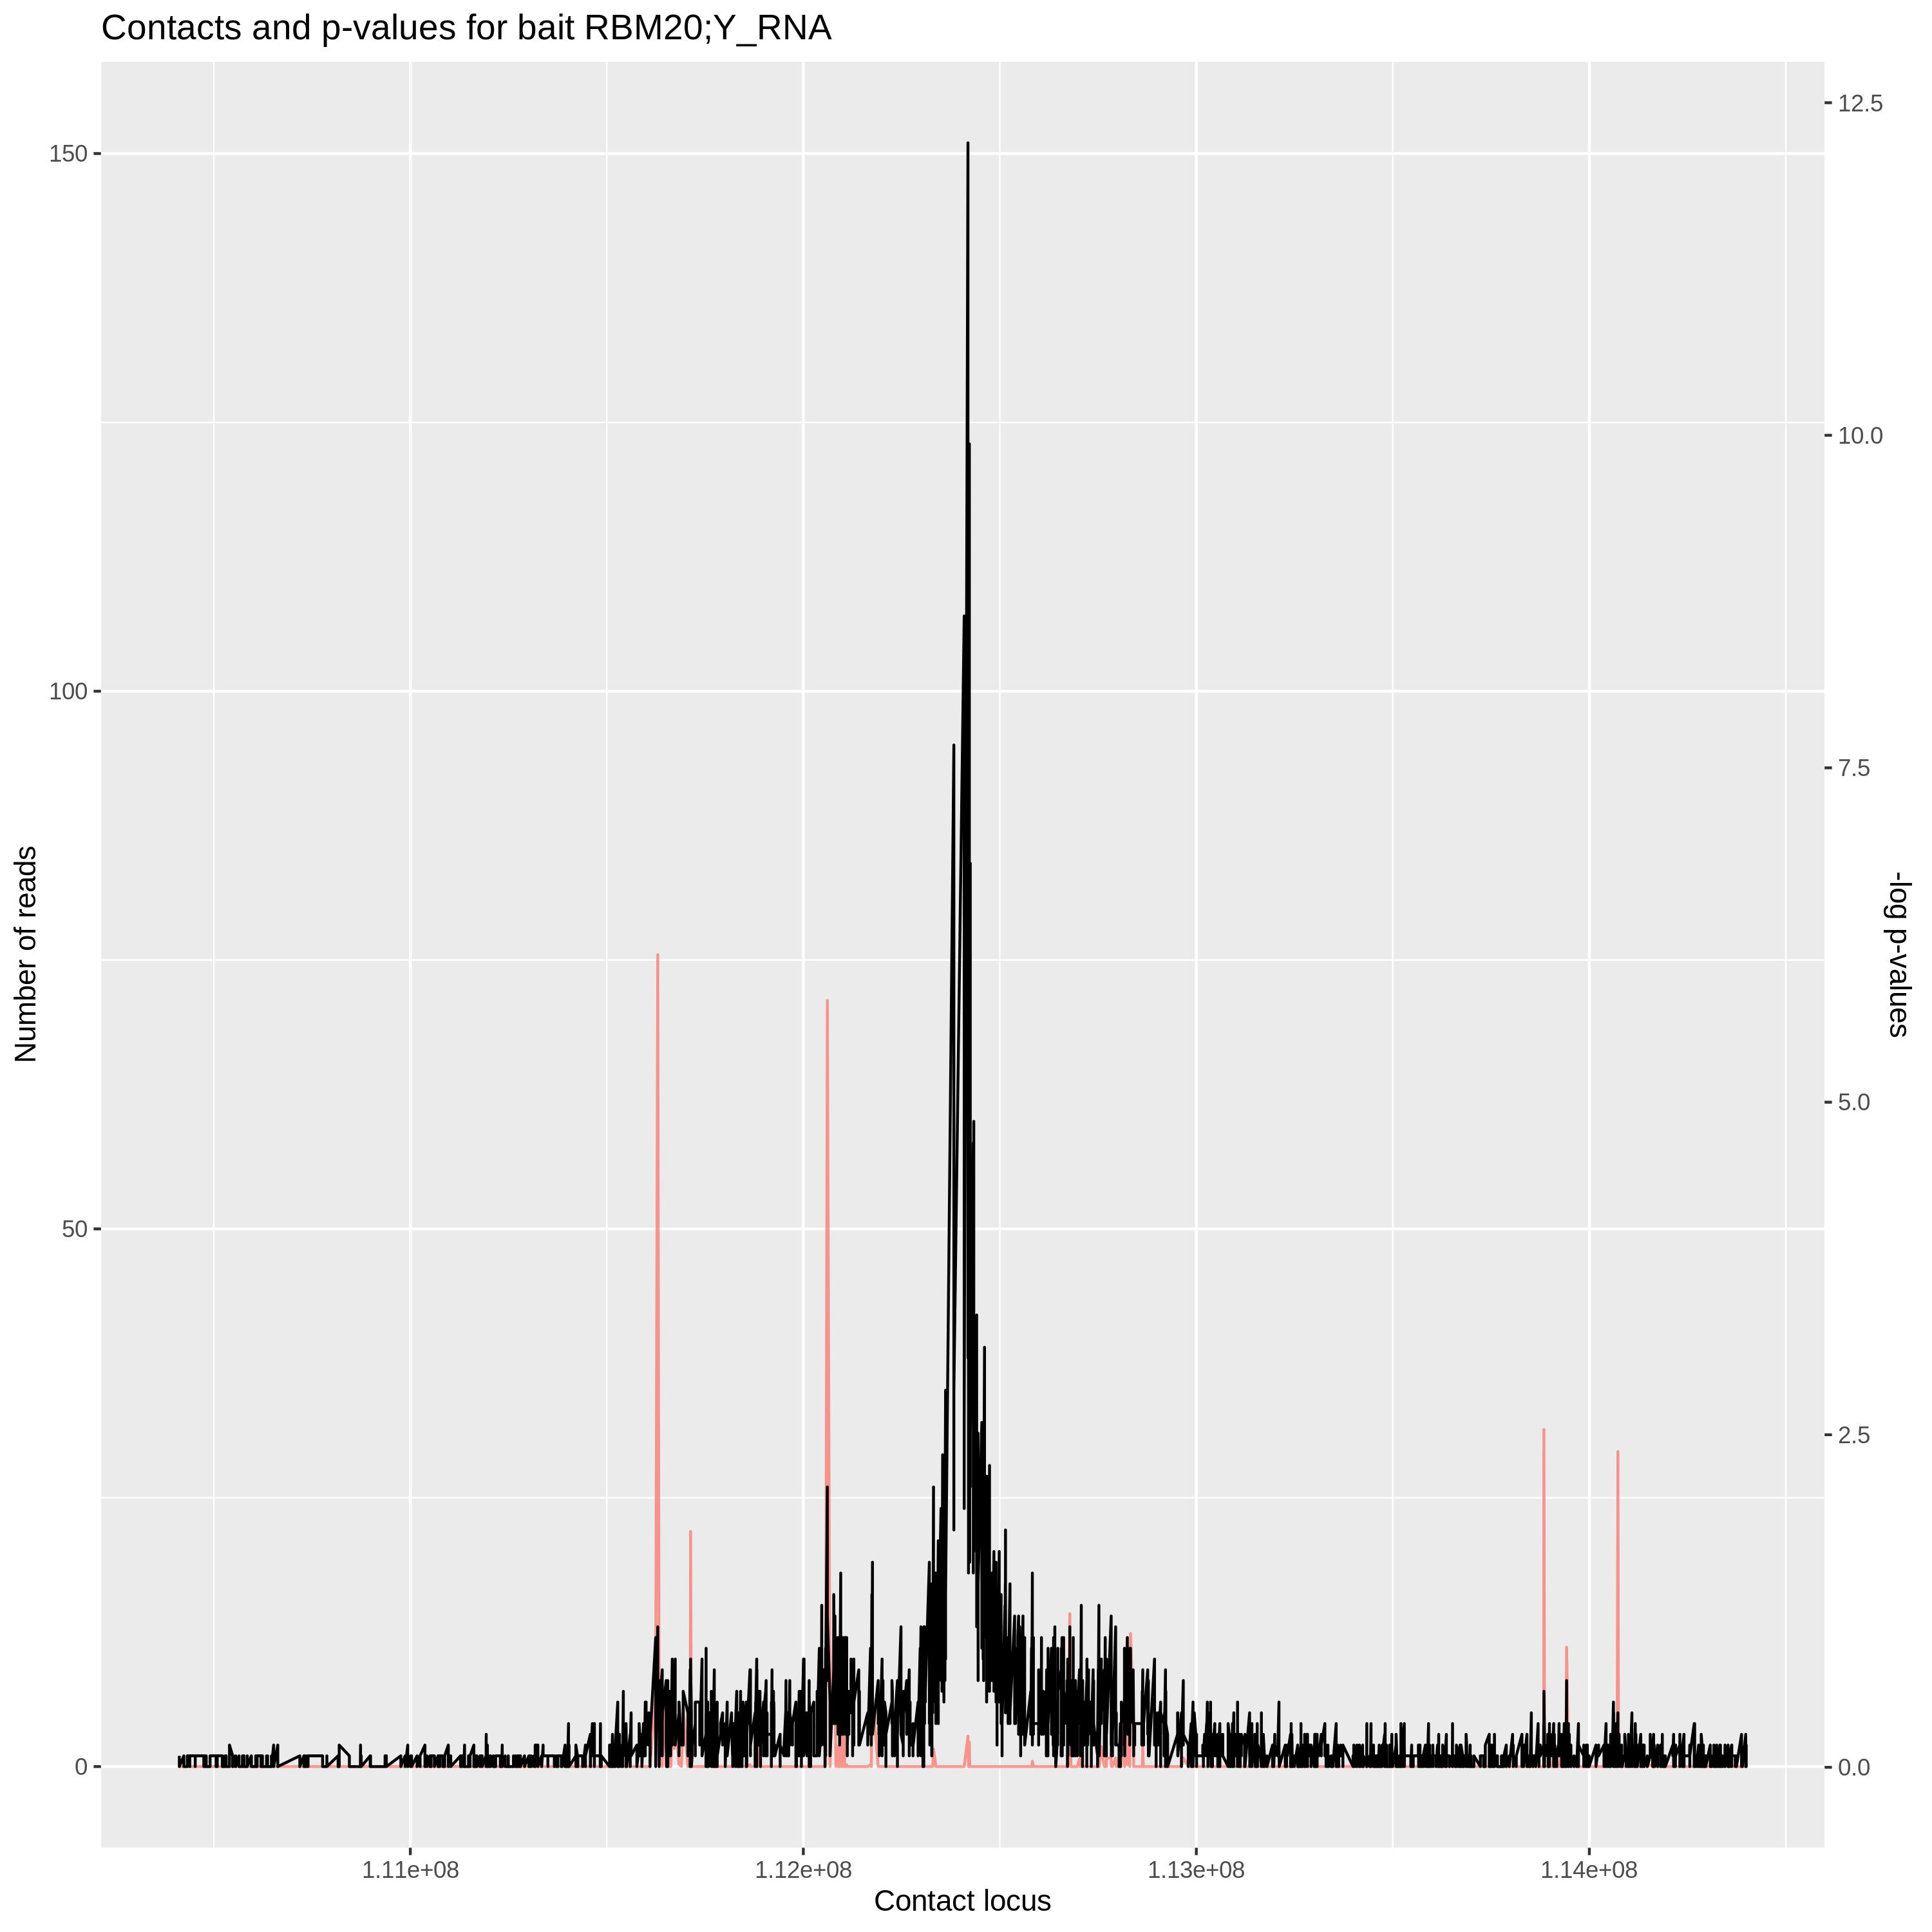 Contacts and p-values for bait RBM20;Y_RNA
150
100
50
0
Number of reads
12.5
10.0
7.5
5.0
2.5
0.0
-log p-values
1.11e+08 1.12e+08 1.13e+08 1.14e+08
Contact locus